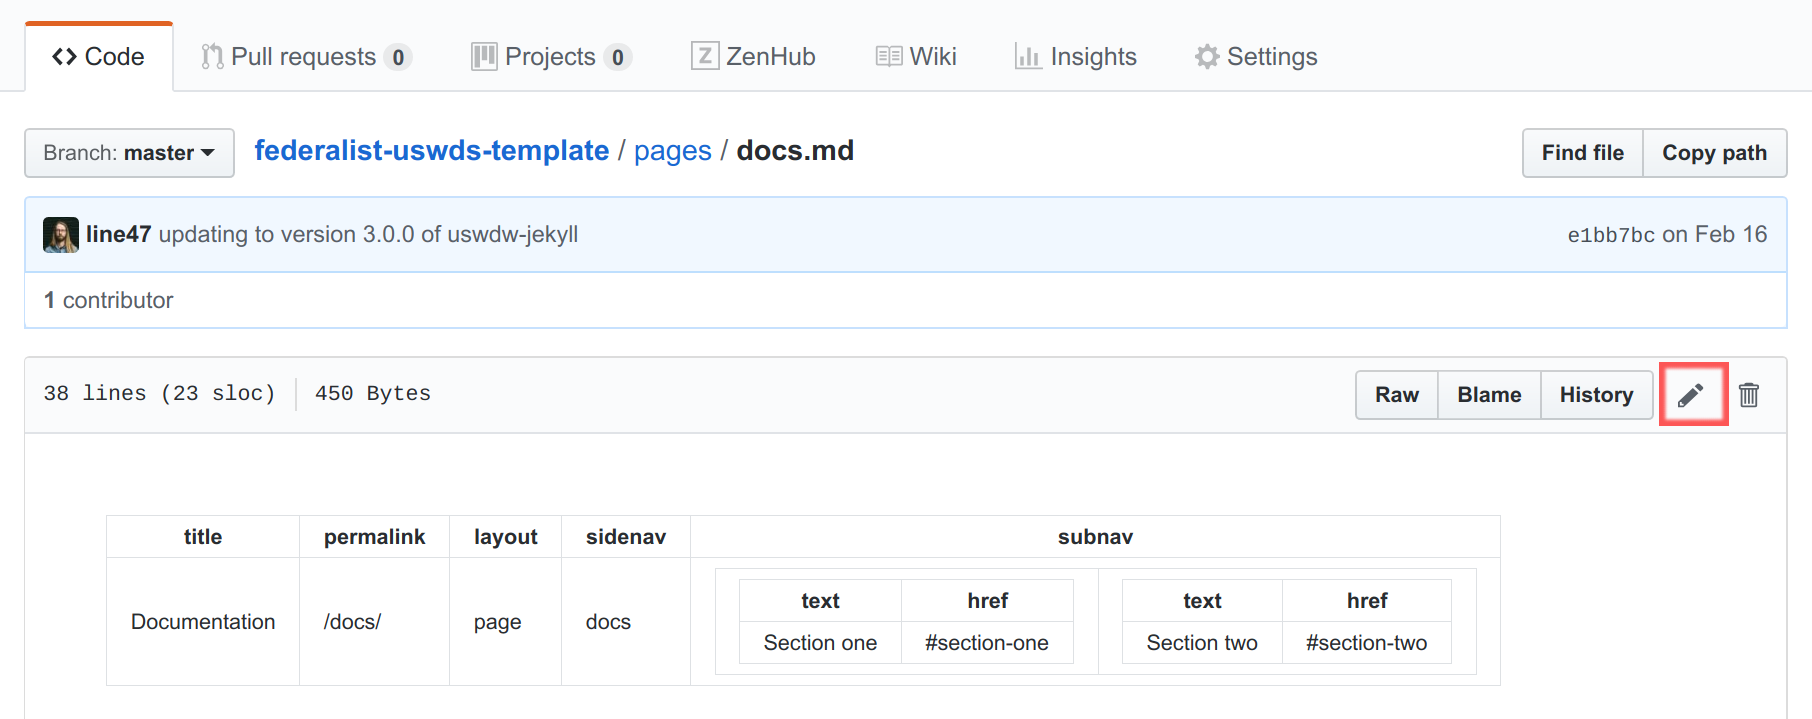 Code Pull requests 0 Projects 0 Z ZenHub Wiki Insights Settings
Branch: master federalist-uswds-template / pages / docs.md Find file Copy path
line47 updating to version 3.0.0 of uswdw-jekyll e1bb7bc on Feb 16
1 contributor
38 lines (23 sloc) 450 Bytes Raw Blame History
title permalink layout sidenav subnav
text href text href
Documentation /docs/ page docs
Section one #section-one Section two #section-two